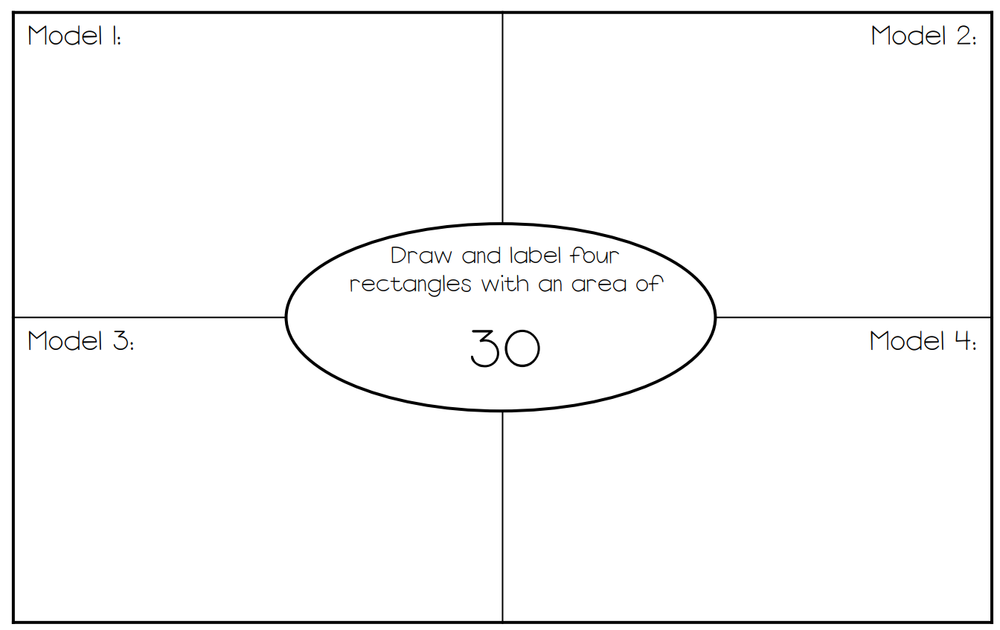 Model 1:
Model 2:
Draw and label four
rectangles with an area of
30
Model 3:
Model 4: